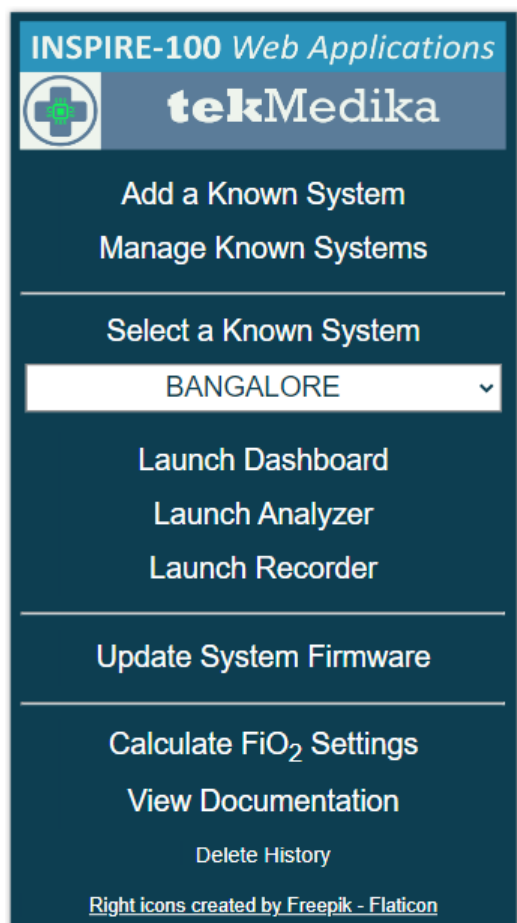 INSPIRE-100 Web Applications
tekMedika
Add a Known System
Manage Known Systems
Select a Known System
BANGALORE
Launch Dashboard
Launch Analyzer
Launch Recorder
Update System Firmware
Calculate FiO₂ Settings
View Documentation
Delete History
Right icons created by Freepik - Flaticon